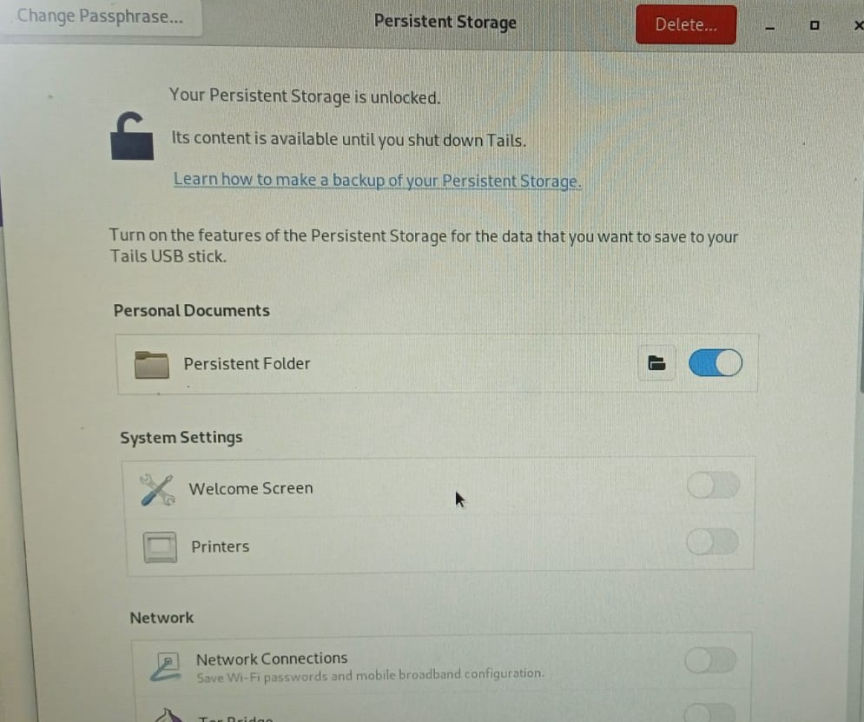 Change Passphrase...
Persistent Storage
Delete...
Your Persistent Storage is unlocked.
Its content is available until you shut down Tails.
Learn how to make a backup of your Persistent Storage.
Turn on the features of the Persistent Storage for the data that you want to save to your
Tails USB stick.
Personal Documents
Persistent Folder
System Settings
Welcome Screen
Printers
Network
Network Connections
Save Wi-Fi passwords and mobile broadband configuration.
Tor Bridge